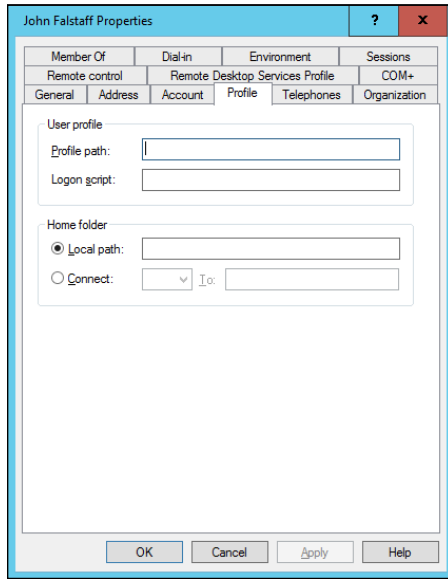 John Falstaff Properties ? x
Member Of Dial-in Environment Sessions
Remote control Remote Desktop Services Profile COM+
General Address Account Profile Telephones Organization
User profile
Profile path:
Logon script:
Home folder
Local path:
Connect: To:
OK Cancel Apply Help